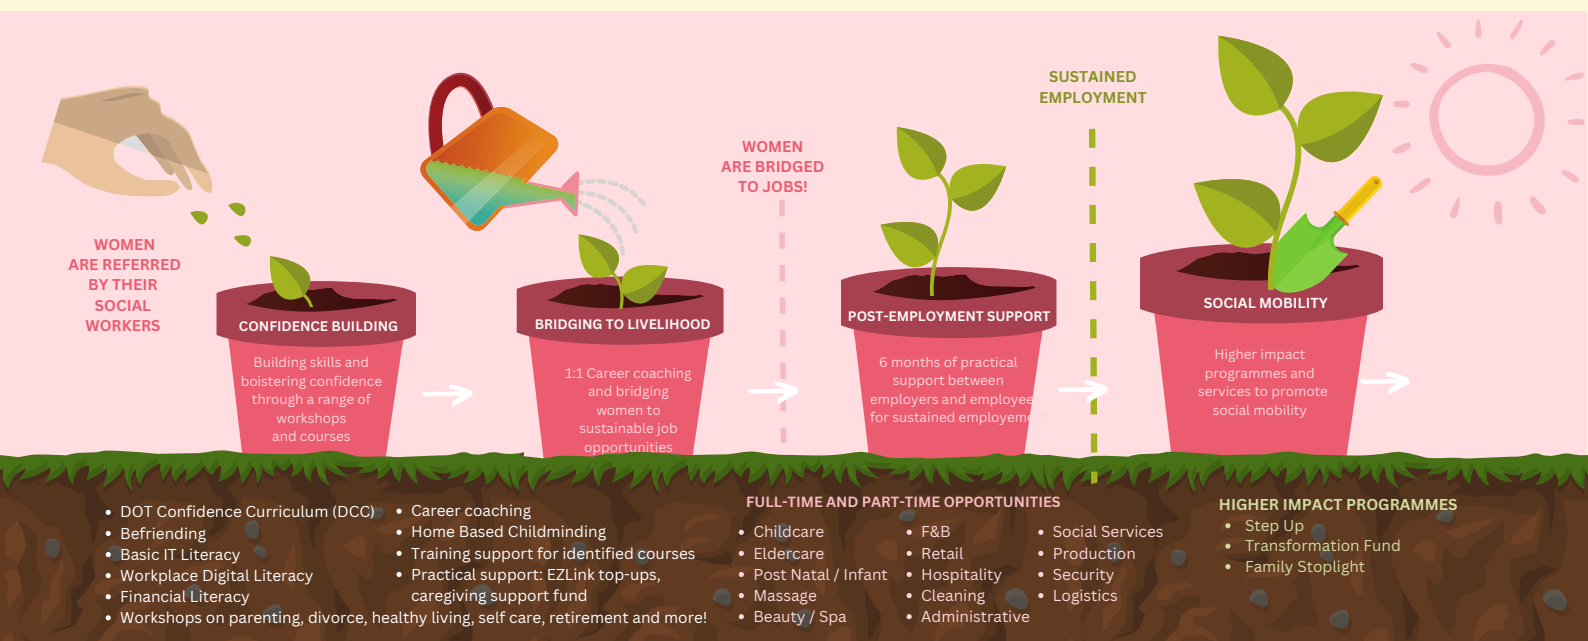 WOMEN
ARE REFERRED
BY THEIR
SOCIAL
WORKERS
CONFIDENCE BUILDING
Building skills and
boistering confidence
through a range of
workshops
and courses
BRIDGING TO LIVELIHOOD
1:1 Career coaching
and bridging
women to
sustainable job
opportunities
WOMEN
ARE BRIDGED
TO JOBS!
POST-EMPLOYMENT SUPPORT
6 months of practical
support between
employers and employee
for sustained employeme
SUSTAINED
EMPLOYMENT
SOCIAL MOBILITY
Higher impact
programmes and
services to promote
social mobility
• DOT Confidence Curriculum (DCC)
• Befriending
• Basic IT Literacy
• Workplace Digital Literacy
• Financial Literacy
• Workshops on parenting, divorce, healthy living, self care, retirement and more!
• Career coaching
• Home Based Childminding
• Training support for identified courses
• Practical support: EZLink top-ups,
caregiving support fund
FULL-TIME AND PART-TIME OPPORTUNITIES
• Childcare
• Eldercare
• Post Natal / Infant
• Massage
• Beauty / Spa
• F&B
• Retail
• Hospitality
• Cleaning
• Administrative
• Social Services
• Production
• Security
• Logistics
HIGHER IMPACT PROGRAMMES
• Step Up
• Transformation Fund
• Family Stoplight